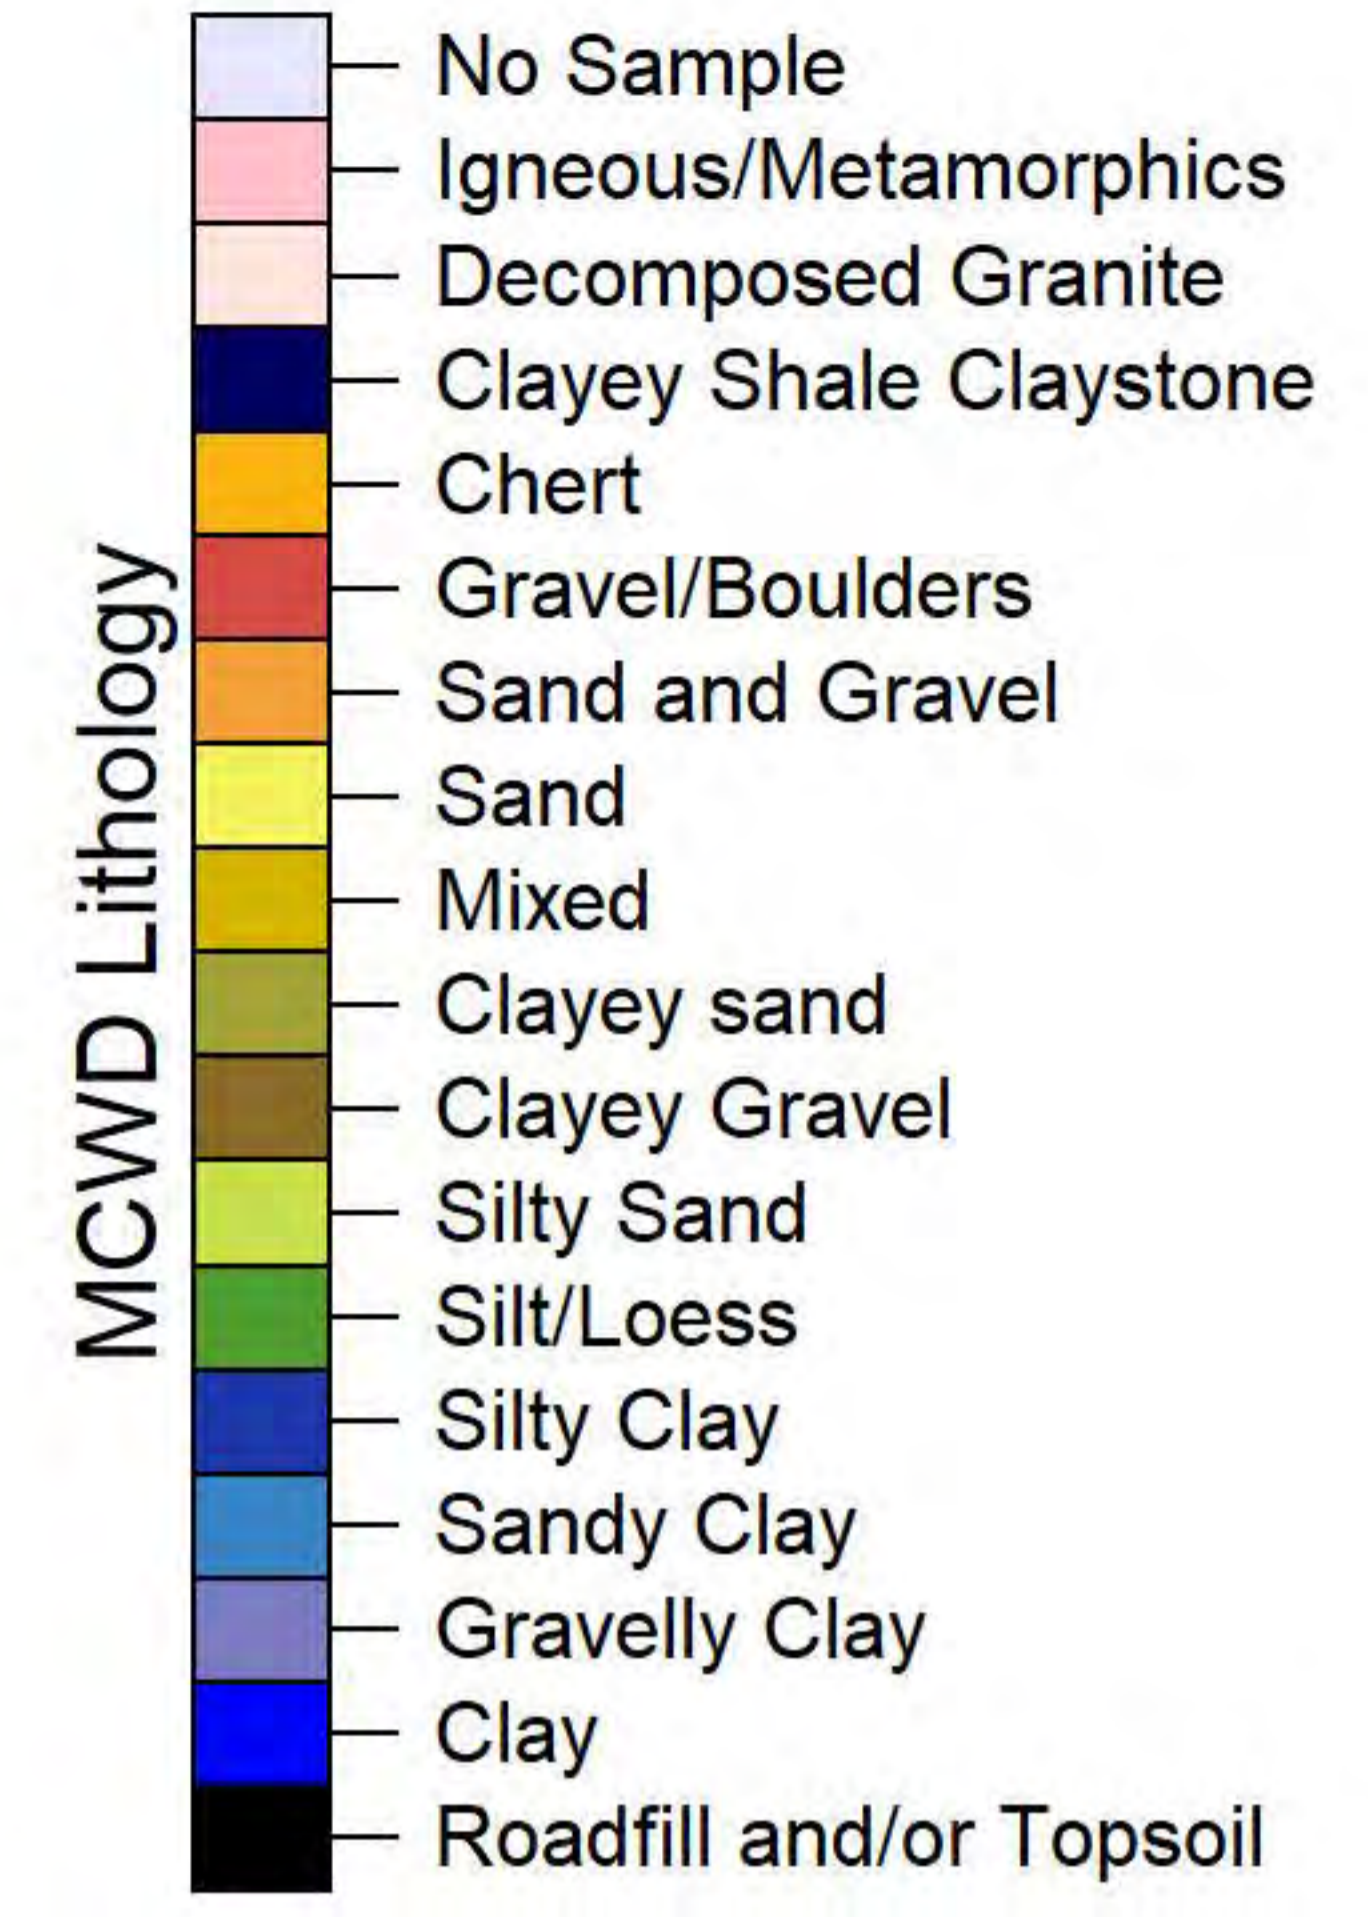 MCWD Lithology
No Sample
Igneous/Metamorphics
Decomposed Granite
Clayey Shale Claystone
Chert
Gravel/Boulders
Sand and Gravel
Sand
Mixed
Clayey sand
Clayey Gravel
Silty Sand
Silt/Loess
Silty Clay
Sandy Clay
Gravelly Clay
Clay
Roadfill and/or Topsoil